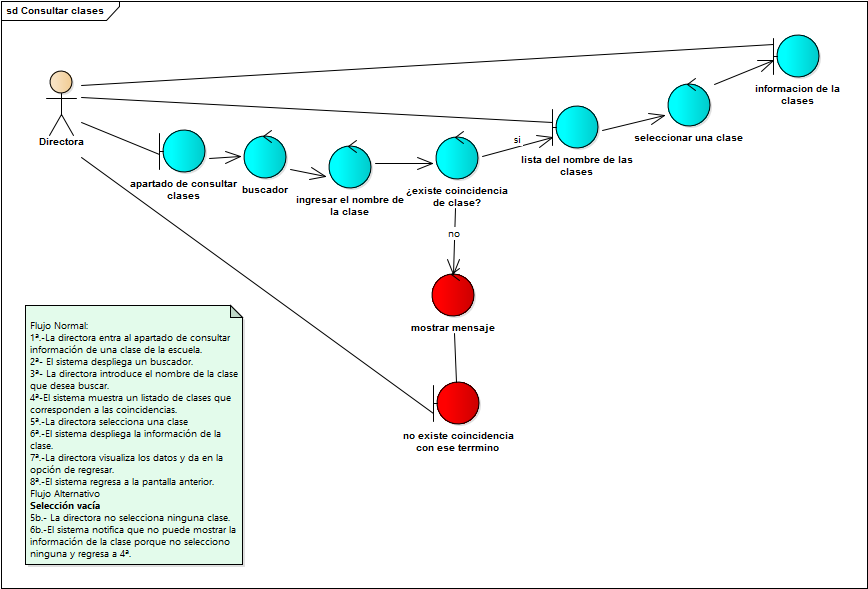 sd Consultar clases
informacion de la
clases
Directora
seleccionar una clase
si
lista del nombre de las
clases
apartado de consultar
clases
buscador
ingresar el nombre de
la clase
¿existe coincidencia
de clase?
no
mostrar mensaje
no existe coincidencia
con ese terrmino
Flujo Normal:
1ª.-La directora entra al apartado de consultar
información de una clase de la escuela.
2ª- El sistema despliega un buscador.
3ª- La directora introduce el nombre de la clase
que desea buscar.
4ª-El sistema muestra un listado de clases que
corresponden a las coincidencias.
5ª.-La directora selecciona una clase
6ª.-El sistema despliega la información de la
clase.
7ª.-La directora visualiza los datos y da en la
opción de regresar.
8ª.-El sistema regresa a la pantalla anterior.
Flujo Alternativo
Selección vacía
5b.- La directora no selecciona ninguna clase.
6b.-El sistema notifica que no puede mostrar la
información de la clase porque no selecciono
ninguna y regresa a 4ª.